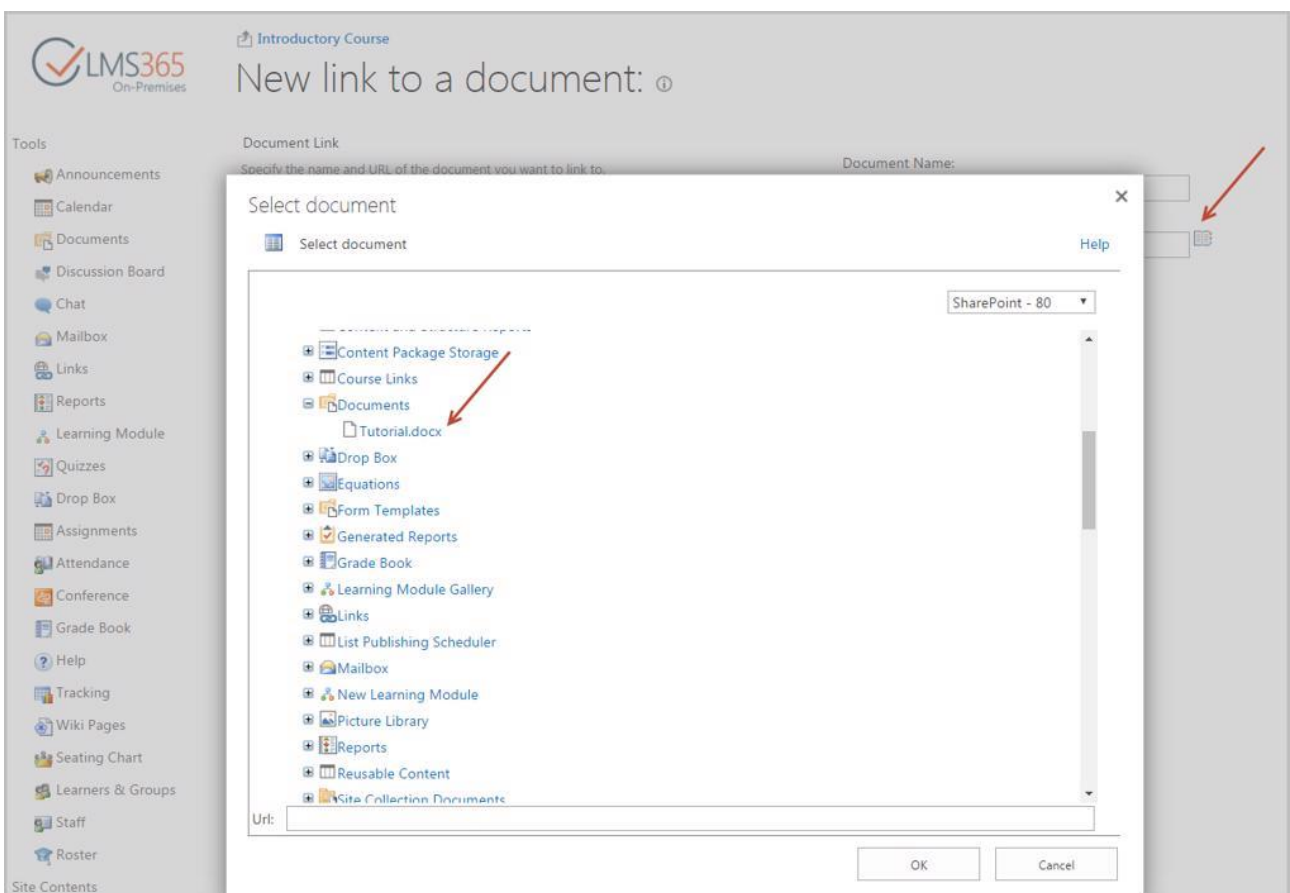 LMS365
On-Premises
Introductory Course
New link to a document:
Tools
Announcements
Calendar
Documents
Discussion Board
Chat
Mailbox
Links
Reports
Learning Module
Quizzes
Drop Box
Assignments
Attendance
Conference
Grade Book
Help
Tracking
Wiki Pages
Seating Chart
Learners & Groups
Staff
Roster
Site Contents
Document Link
Specify the name and URL of the document you want to link to.
Document Name:
Select document
Select document
Help
SharePoint - 80
Content and Structure Reports
Content Package Storage
Course Links
Documents
Tutorial.docx
Drop Box
Equations
Form Templates
Generated Reports
Grade Book
Learning Module Gallery
Links
List Publishing Scheduler
Mailbox
New Learning Module
Picture Library
Reports
Reusable Content
Site Collection Documents
Url:
OK
Cancel